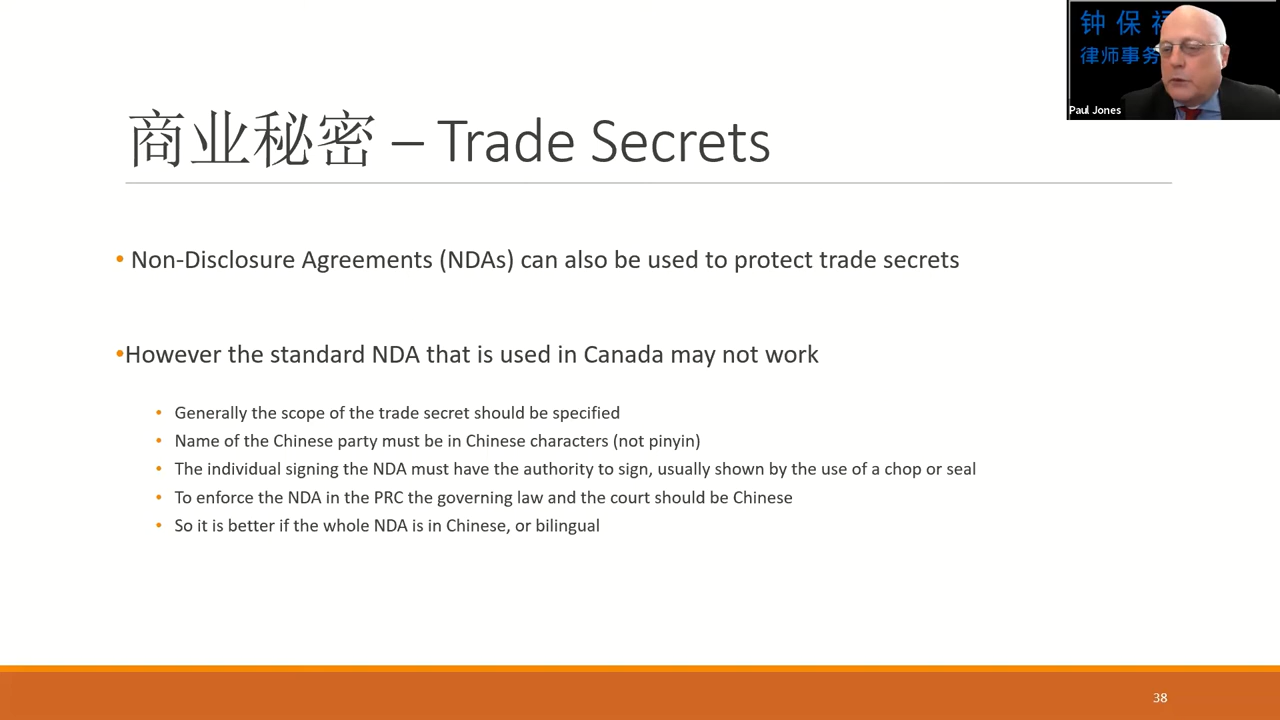 钟保
律师事务
Paul Jones
商业秘密 – Trade Secrets
• Non-Disclosure Agreements (NDAs) can also be used to protect trade secrets
•However the standard NDA that is used in Canada may not work
• Generally the scope of the trade secret should be specified
• Name of the Chinese party must be in Chinese characters (not pinyin)
• The individual signing the NDA must have the authority to sign, usually shown by the use of a chop or seal
• To enforce the NDA in the PRC the governing law and the court should be Chinese
• So it is better if the whole NDA is in Chinese, or bilingual
38